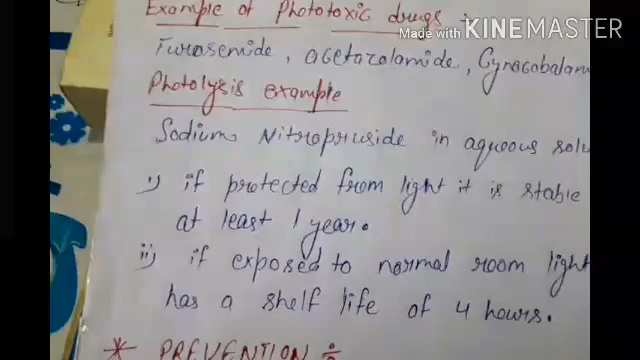 Example of Phototoxic drugs :-
Made with KINEMASTER
Furosemide, acetazolamide, Cynacobalam
Photolysis example
Sodium Nitropruside in aqueous solu
i) if protected from light it is stable
at least 1 year.
ii) if exposed to normal room light
has a shelf life of 4 hours.
* PREVENTION :-